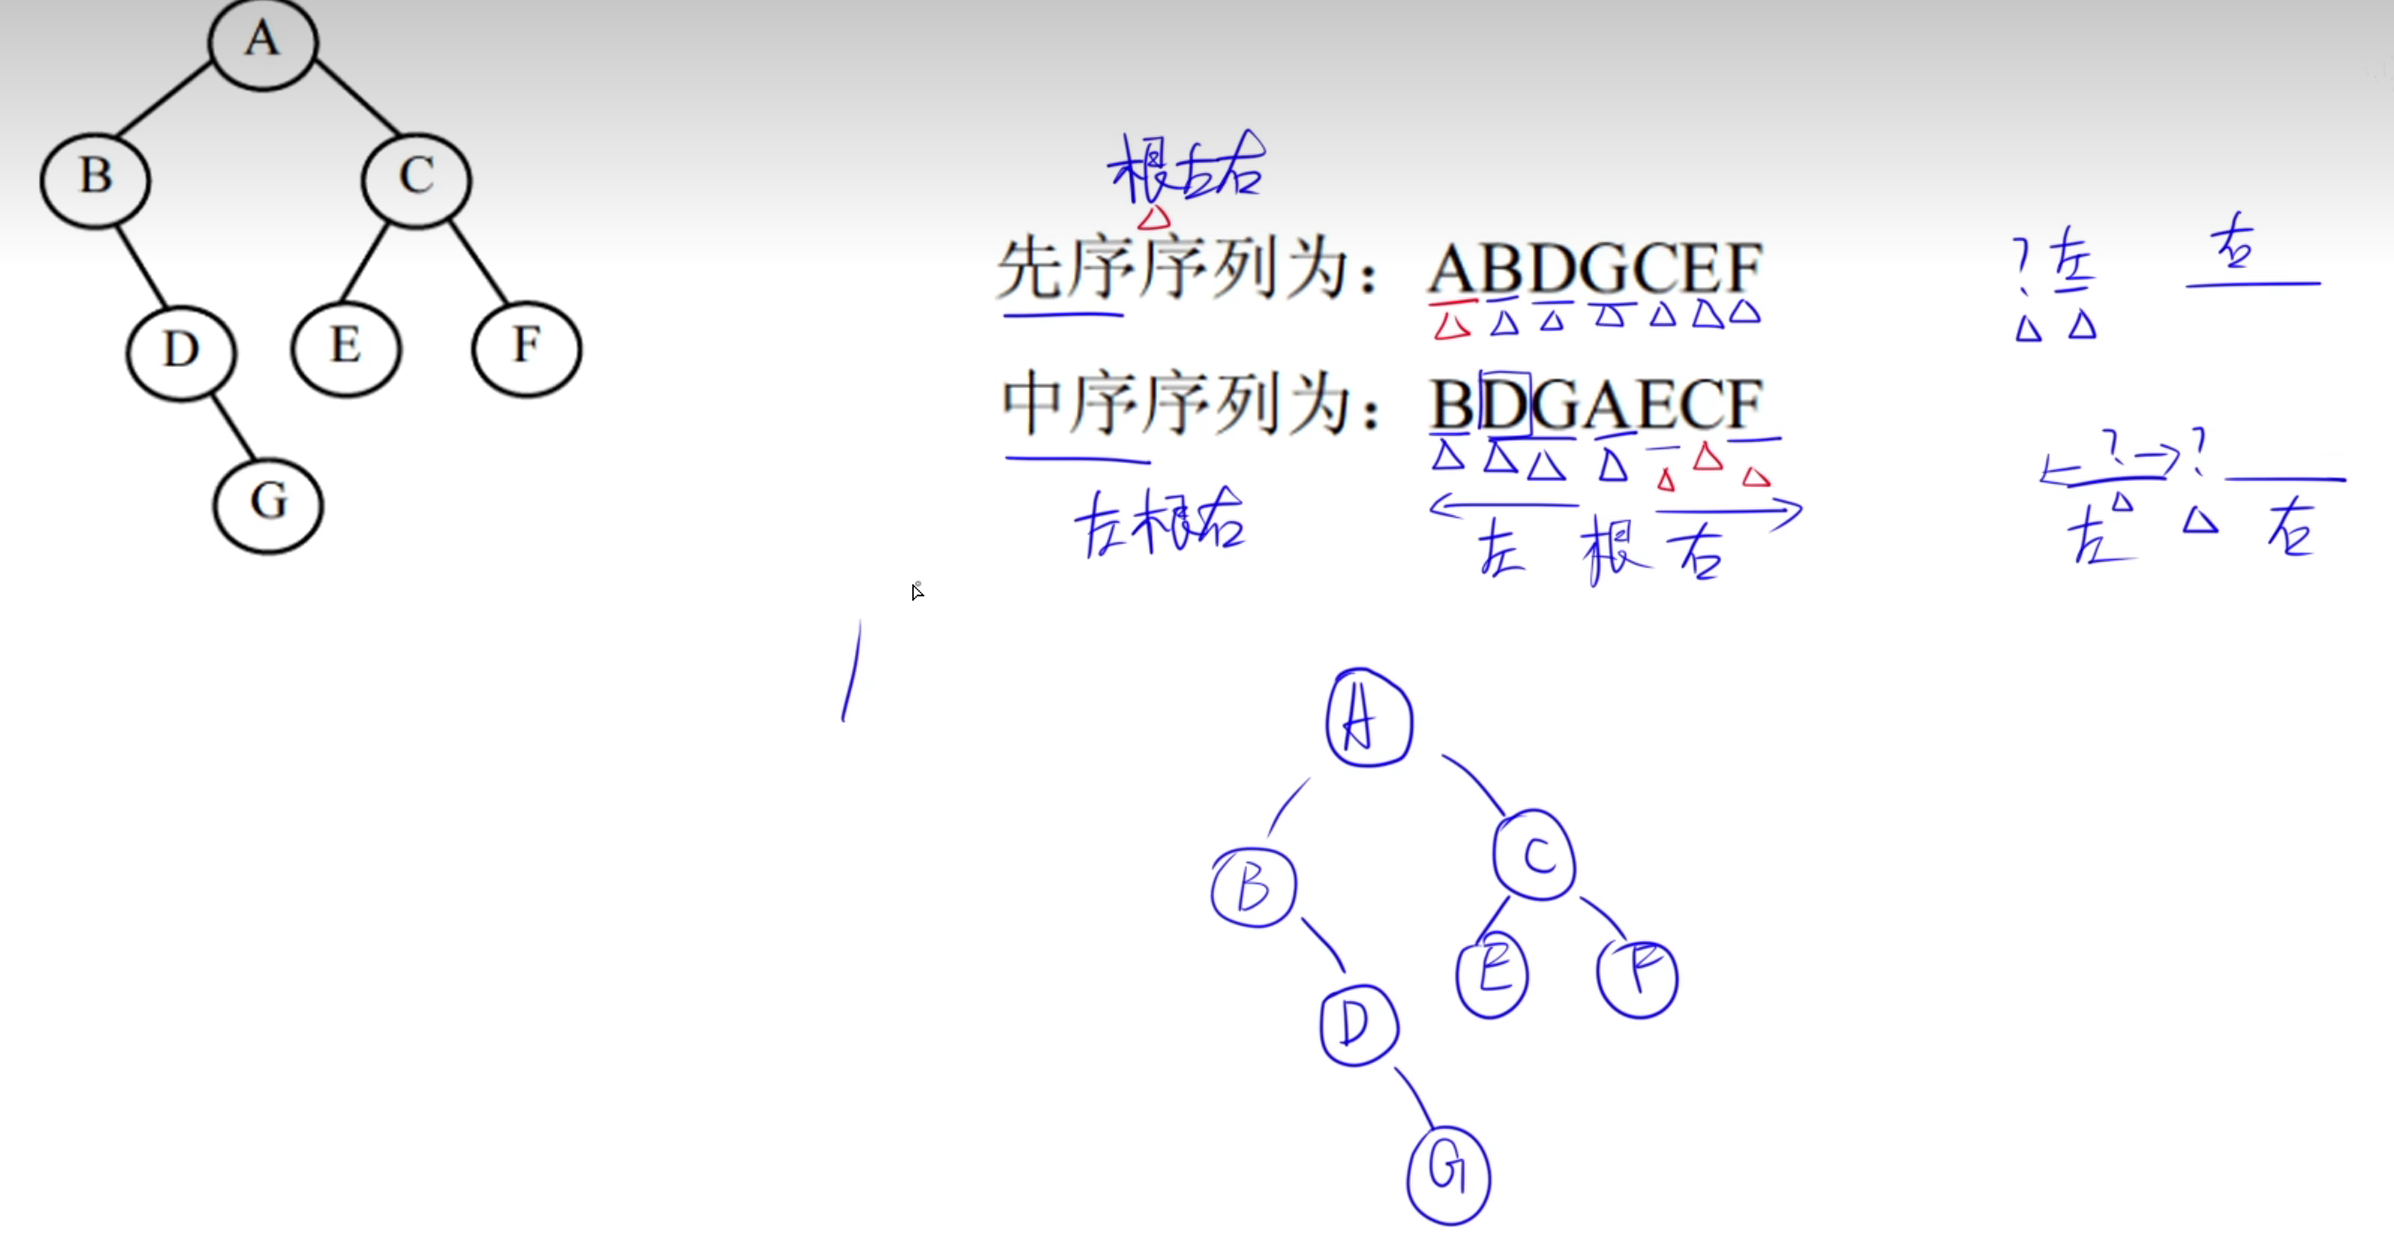 A
B C
D E F
G
根左右
先序序列为：ABDGCEF
中序序列为：BDGAECF
左根右
左 根 右
? 左 右
? ?
左 右
A
B C
D E F
G